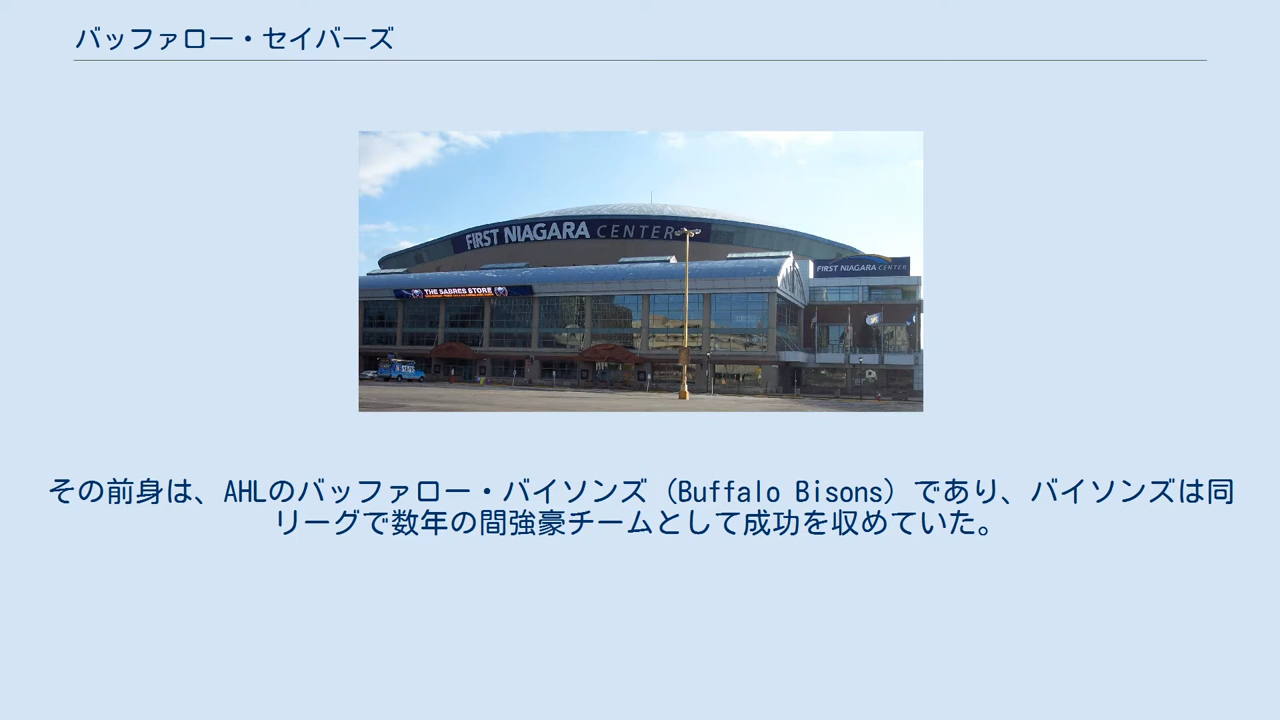 バッファロー・セイバーズ
FIRST NIAGARA CENTER
FIRST NIAGARA CENTER
THE SABRES STORE
その前身は、AHLのバッファロー・バイソンズ（Buffalo Bisons）であり、バイソンズは同
リーグで数年の間強豪チームとして成功を収めていた。